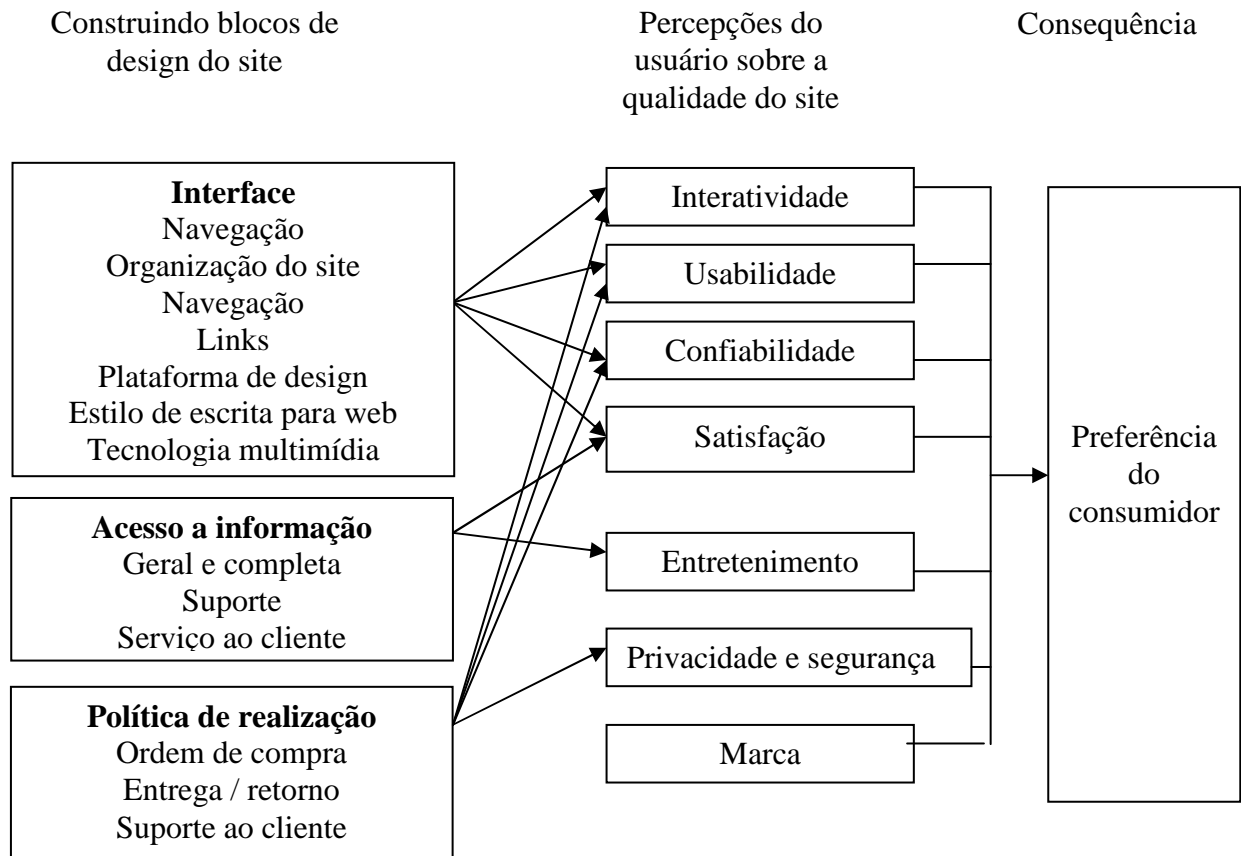 Construindo blocos de
design do site
Percepções do
usuário sobre a
qualidade do site
Consequência
Interface
Navegação
Organização do site
Navegação
Links
Plataforma de design
Estilo de escrita para web
Tecnologia multimídia
Acesso a informação
Geral e completa
Suporte
Serviço ao cliente
Política de realização
Ordem de compra
Entrega / retorno
Suporte ao cliente
Interatividade
Usabilidade
Confiabilidade
Satisfação
Entretenimento
Privacidade e segurança
Marca
Preferência
do
consumidor